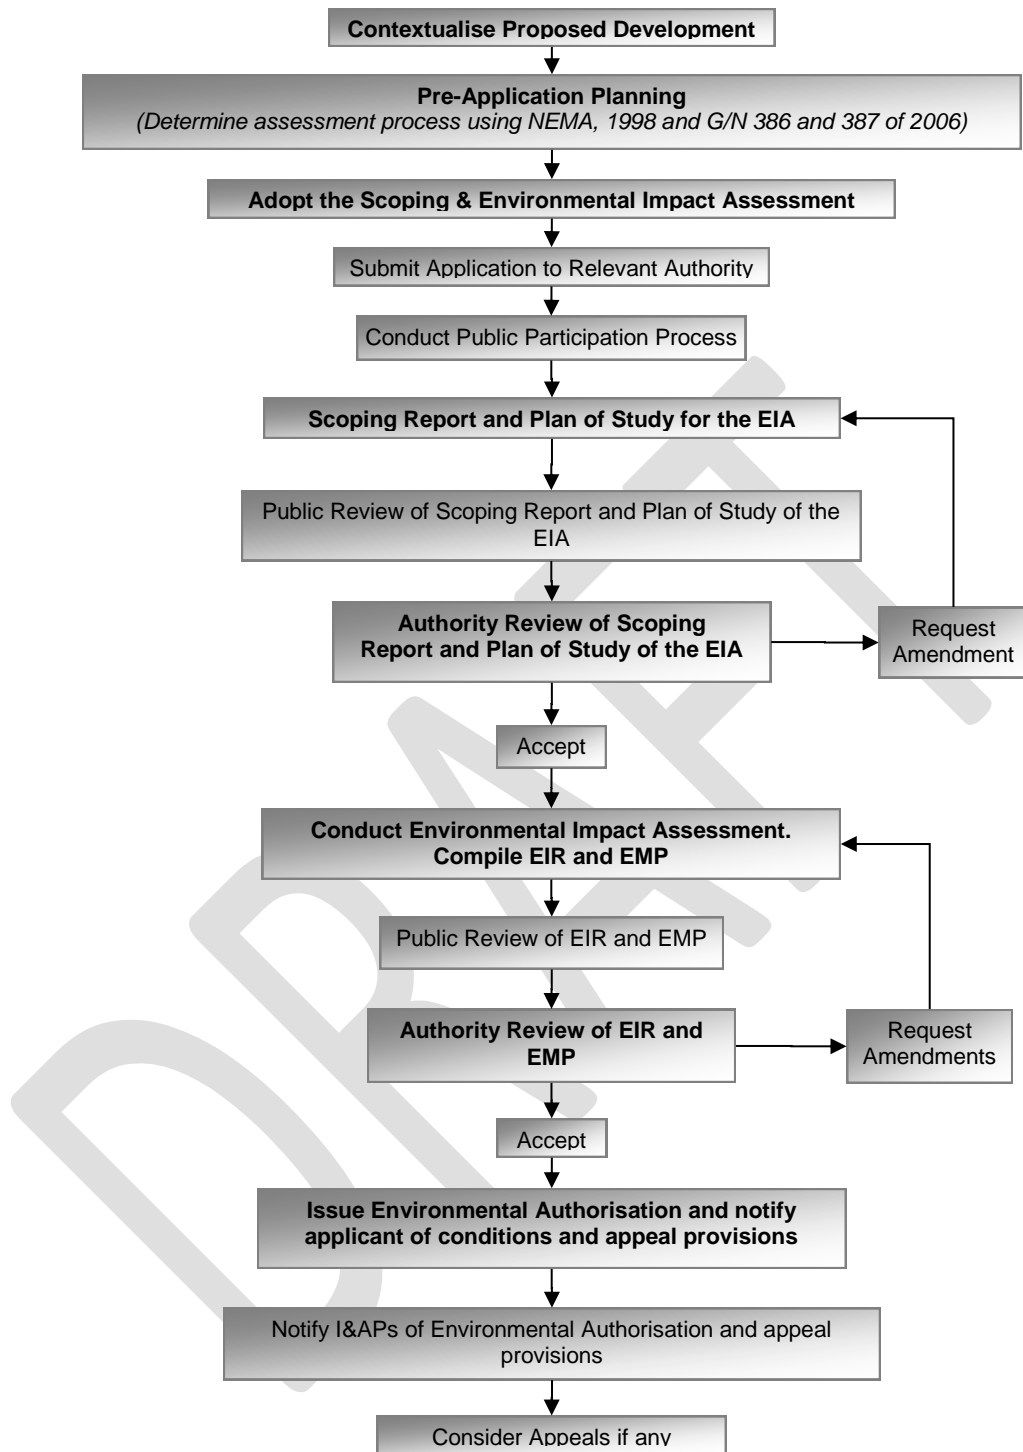 Contextualise Proposed Development
Pre-Application Planning
(Determine assessment process using NEMA, 1998 and G/N 386 and 387 of 2006)
Adopt the Scoping & Environmental Impact Assessment
Submit Application to Relevant Authority
Conduct Public Participation Process
Scoping Report and Plan of Study for the EIA
Public Review of Scoping Report and Plan of Study of the
EIA
Authority Review of Scoping
Report and Plan of Study of the EIA
Request
Amendment
Accept
Conduct Environmental Impact Assessment.
Compile EIR and EMP
Public Review of EIR and EMP
Authority Review of EIR and
EMP
Request
Amendments
Accept
Issue Environmental Authorisation and notify
applicant of conditions and appeal provisions
Notify I&APs of Environmental Authorisation and appeal
provisions
Consider Appeals if any
DRAFT